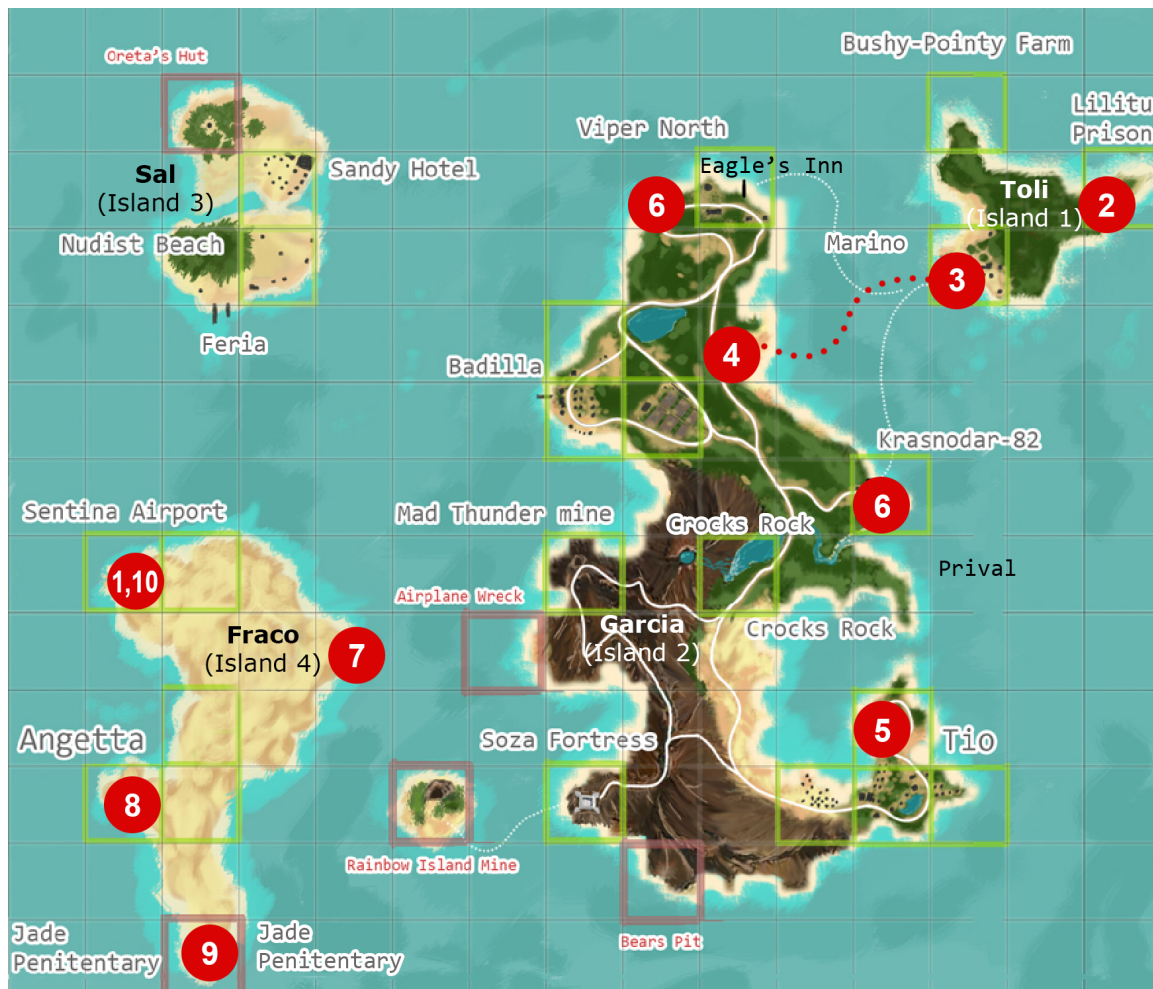 Bushy-Pointy Farm
Oreta's Hut
Lilitu
Prison
Viper North
Eagle's Inn
Sandy Hotel
Sal
(Island 3)
Toli
(Island 1)
6
2
Nudist Beach
Marino
3
Feria
4
Badilla
Krasnodar-82
6
Sentina Airport
Mad Thunder mine
Crocks Rock
Prival
1,10
Airplane Wreck
Garcia
(Island 2)
Crocks Rock
Fraco
(Island 4)
7
Angetta
Soza Fortress
5
Tio
8
Rainbow Island Mine
Jade
Penitentary
9
Jade
Penitentary
Bears Pit